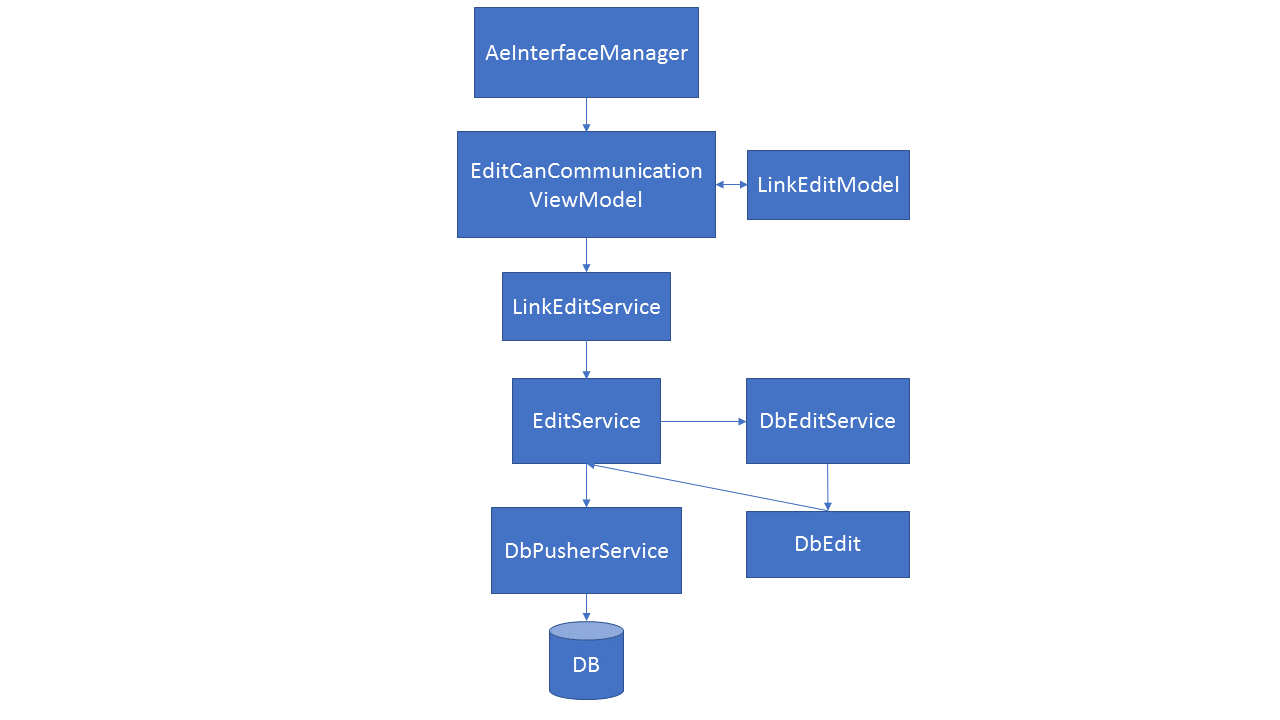 AeInterfaceManager
EditCanCommunication
ViewModel
LinkEditModel
LinkEditService
EditService
DbEditService
DbPusherService
DbEdit
DB